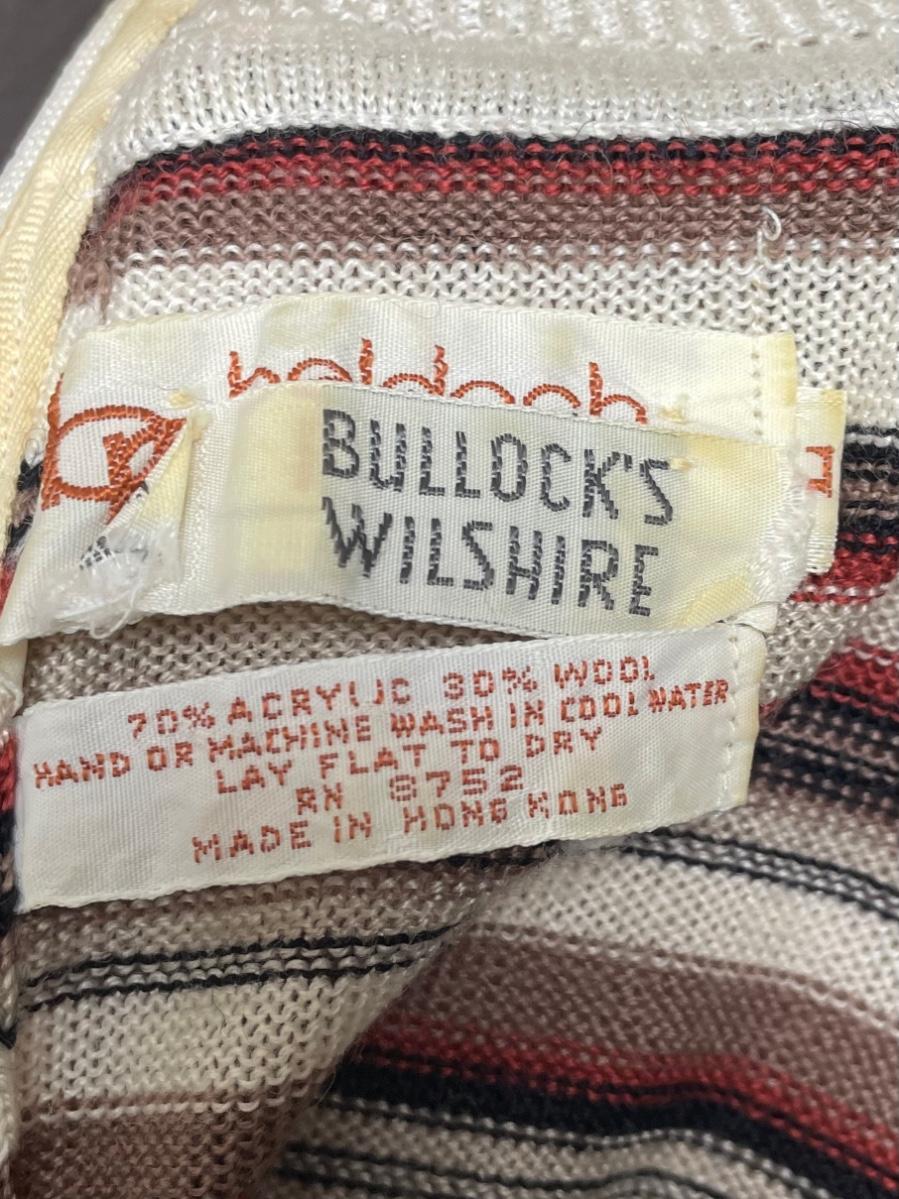 BULLOCK'S
WILSHIRE
70% ACRYLIC 30% WOOL
HAND OR MACHINE WASH IN COOL WATER
LAY FLAT TO DRY
RN 8752
MADE IN HONG KONG